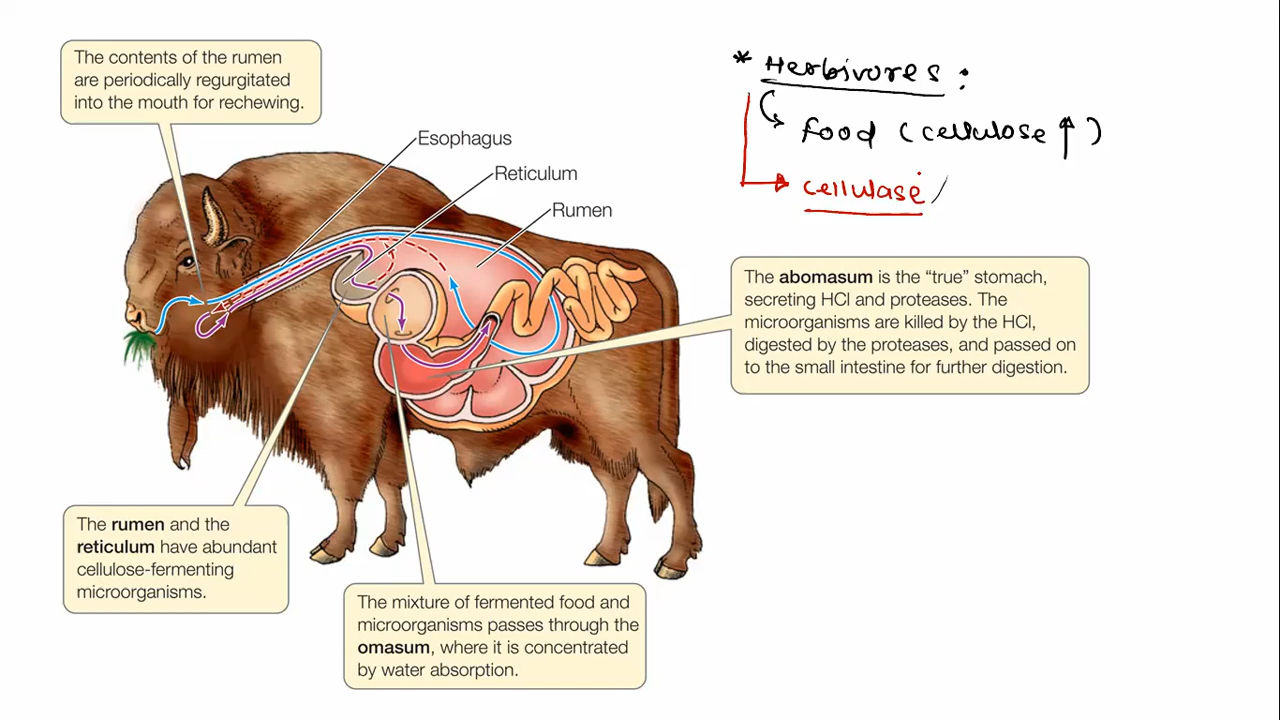 The contents of the rumen
are periodically regurgitated
into the mouth for rechewing.
Esophagus
Reticulum
Rumen
* Herbivores :
Food (cellulose ↑)
cellulase
The abomasum is the “true” stomach,
secreting HCl and proteases. The
microorganisms are killed by the HCl,
digested by the proteases, and passed on
to the small intestine for further digestion.
The rumen and the
reticulum have abundant
cellulose-fermenting
microorganisms.
The mixture of fermented food and
microorganisms passes through the
omasum, where it is concentrated
by water absorption.